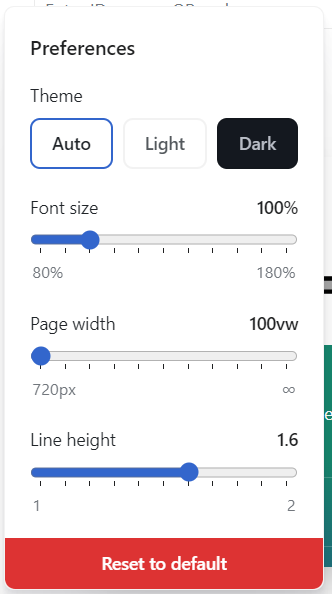 Preferences
Theme
Auto Light Dark
Font size 100%
80% 180%
Page width 100vw
720px ∞
Line height 1.6
1 2
Reset to default